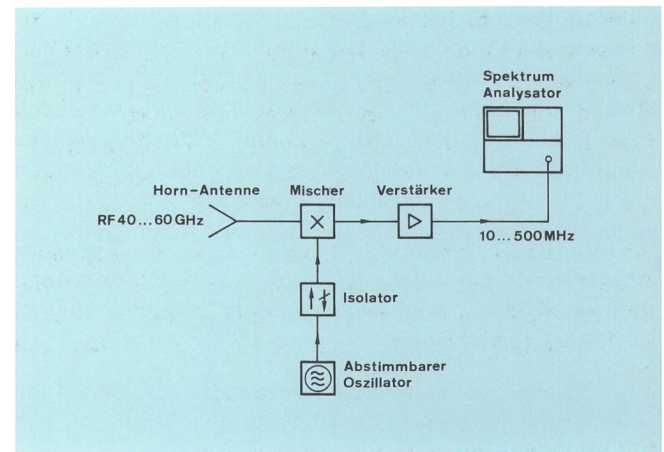 Spektrum
Analysator
Horn-Antenne
Mischer
Verstärker
RF 40...60 GHz
10...500 MHz
Isolator
Abstimmbarer
Oszillator